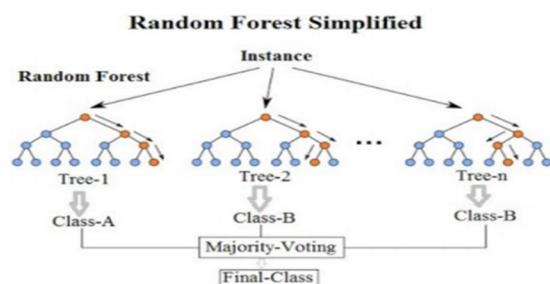 Random Forest Simplified
Instance
Random Forest
...
Tree-1
Tree-2
Tree-n
Class-A
Class-B
Class-B
Majority-Voting
Final-Class